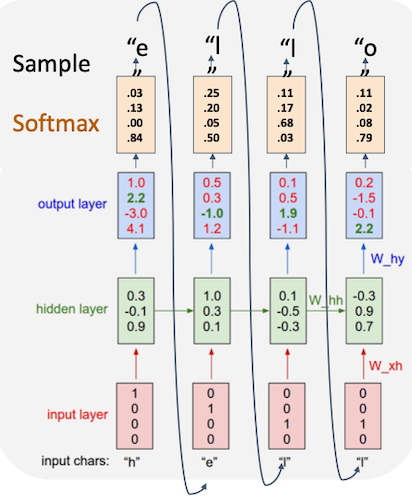 Sample “e” “l” “l” “o”
Softmax
.03 .25 .11 .11
.13 .20 .17 .02
.00 .05 .68 .08
.84 .50 .03 .79
output layer
1.0 0.5 0.1 0.2
2.2 0.3 0.5 -1.5
-3.0 -1.0 1.9 -0.1
4.1 1.2 -1.1 2.2
W_hy
hidden layer
0.3 1.0 0.1 -0.3
-0.1 0.3 -0.5 0.9
0.9 0.1 -0.3 0.7
W_hh
W_xh
input layer
1 0 0 0
0 1 0 0
0 0 1 1
0 0 0 0
input chars: “h” “e” “l” “l”